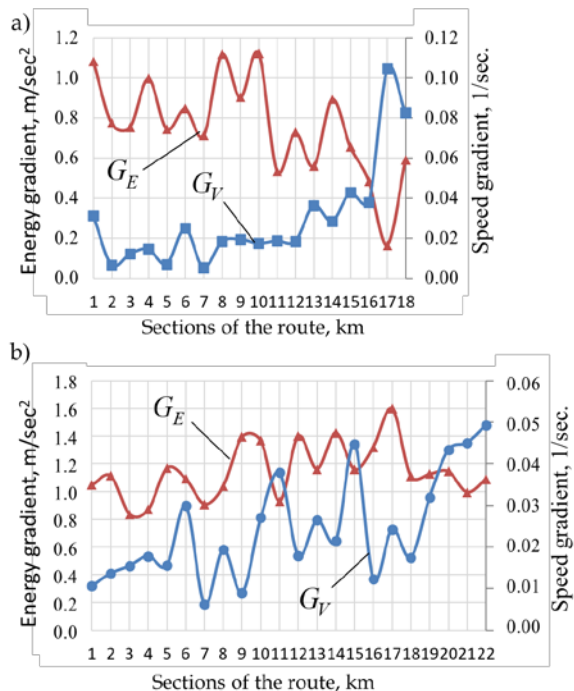 a)
Energy gradient, m/sec²
1.2
1.0
0.8
0.6
0.4
0.2
0.0
G_E
G_V
0.12
0.10
0.08
0.06
0.04
0.02
0.00
Speed gradient, 1/sec.
1 2 3 4 5 6 7 8 9 10 11 12 13 14 15 16 17 18
Sections of the route, km
b)
Energy gradient, m/sec²
1.8
1.6
1.4
1.2
1.0
0.8
0.6
0.4
0.2
0.0
G_E
G_V
0.06
0.05
0.04
0.03
0.02
0.01
0.00
Speed gradient, 1/sec.
1 2 3 4 5 6 7 8 9 10 11 12 13 14 15 16 17 18 19 20 21 22
Sections of the route, km